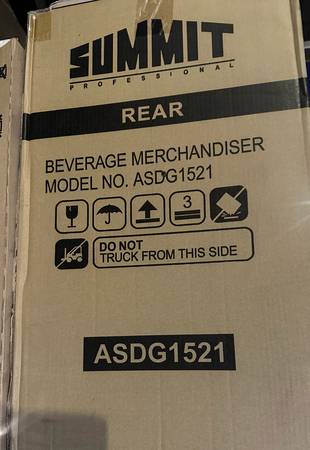 SUMMIT
PROFESSIONAL
REAR
BEVERAGE MERCHANDISER
MODEL NO. ASDG1521
3
DO NOT
TRUCK FROM THIS SIDE
ASDG1521